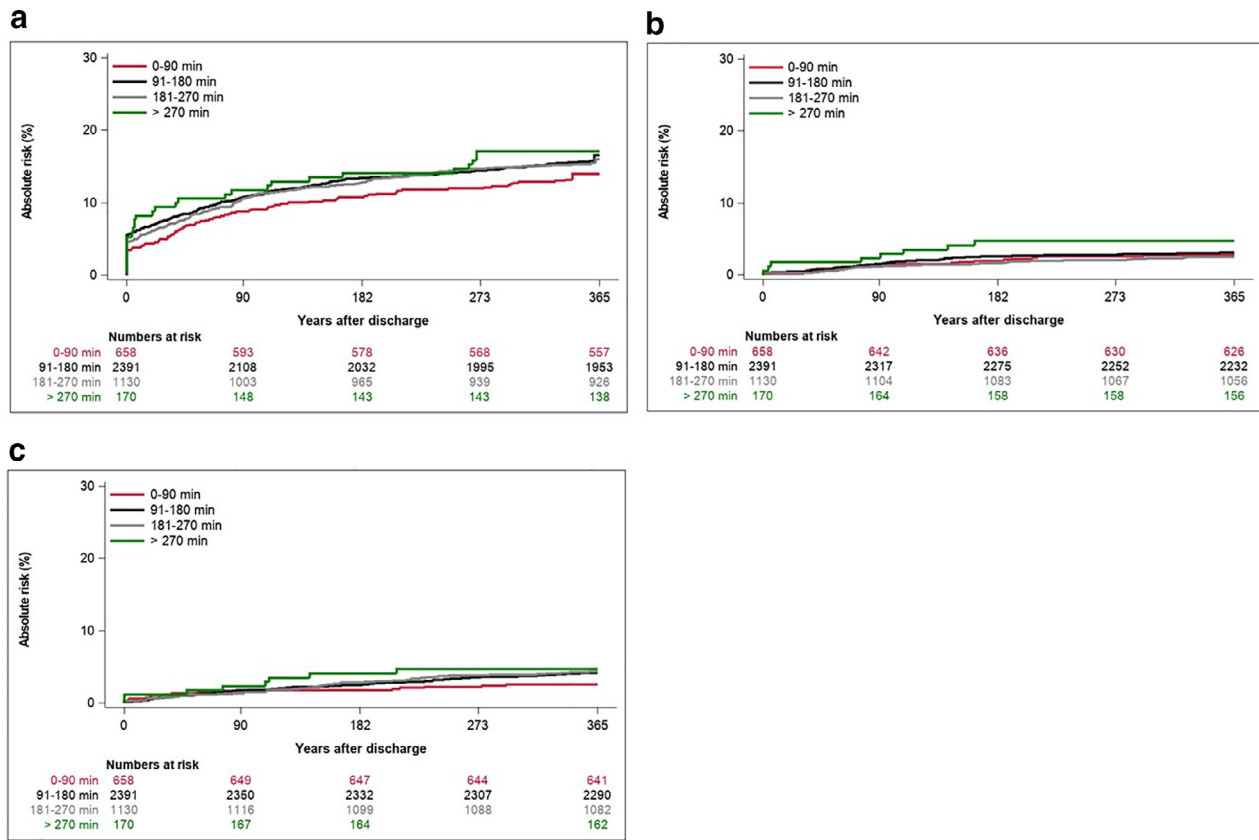 a
30
20
10
0
Absolute risk (%)
0-90 min
91-180 min
181-270 min
> 270 min
0 90 182 273 365
Years after discharge
Numbers at risk
0-90 min 658 593 578 568 557
91-180 min 2391 2108 2032 1995 1953
181-270 min 1130 1003 965 939 926
> 270 min 170 148 143 143 138
b
30
20
10
0
Absolute risk (%)
0-90 min
91-180 min
181-270 min
> 270 min
0 90 182 273 365
Years after discharge
Numbers at risk
0-90 min 658 642 636 630 626
91-180 min 2391 2317 2275 2252 2232
181-270 min 1130 1104 1083 1067 1056
> 270 min 170 164 158 158 156
c
30
20
10
0
Absolute risk (%)
0-90 min
91-180 min
181-270 min
> 270 min
0 90 182 273 365
Years after discharge
Numbers at risk
0-90 min 658 649 647 644 641
91-180 min 2391 2350 2332 2307 2290
181-270 min 1130 1116 1099 1088 1082
> 270 min 170 167 164 162